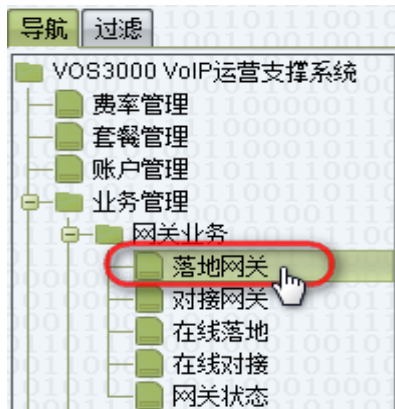 导航 过滤
VOS3000 VoIP运营支撑系统
费率管理
套餐管理
账户管理
业务管理
网关业务
落地网关
对接网关
在线落地
在线对接
网关状态